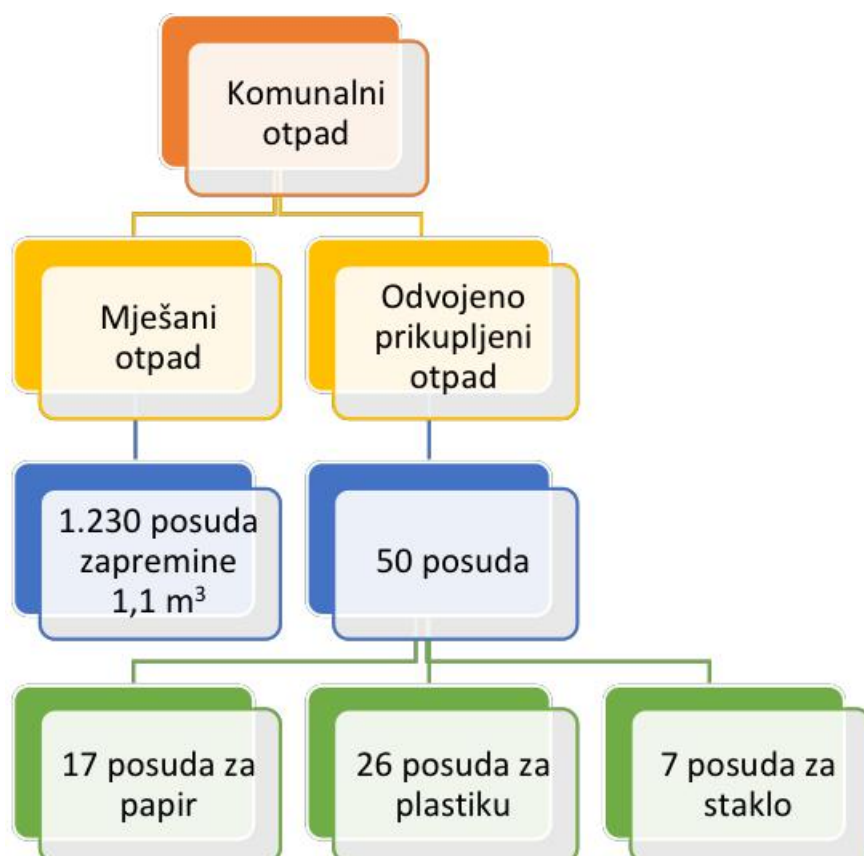 Komunalni
otpad
Mješani
otpad
Odvojeno
prikupljeni
otpad
1.230 posuda
zapremine
1,1 m³
50 posuda
17 posuda za
papir
26 posuda za
plastiku
7 posuda za
staklo